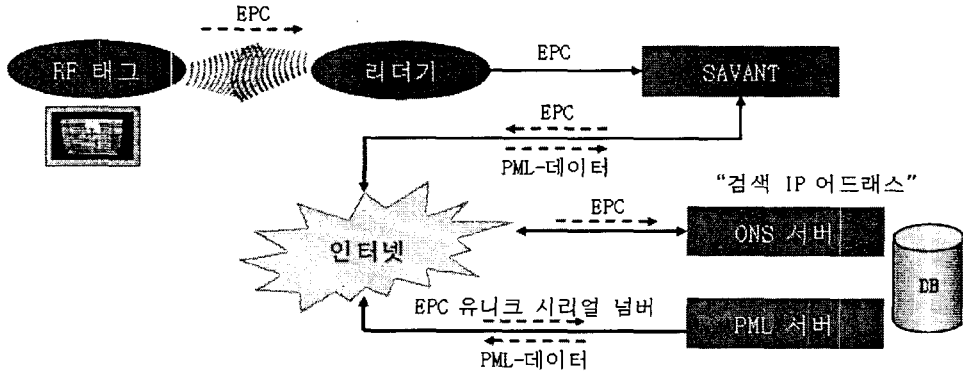 EPC
RF 태그
리더기
EPC
SAVANT
EPC
PML-데이터
"검색 IP 어드래스"
EPC
ONS 서버
인터넷
DB
EPC 유니크 시리얼 넘버
PML 서버
PML-데이터